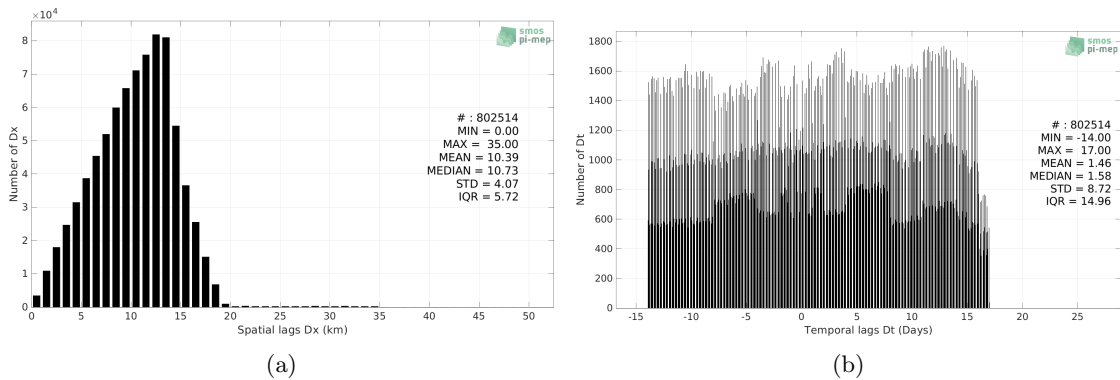 ×10⁴
smos
pi-mep
8
7
6
5
4
3
2
1
0
Number of Dx
# : 802514
MIN = 0.00
MAX = 35.00
MEAN = 10.39
MEDIAN = 10.73
STD = 4.07
IQR = 5.72
0 5 10 15 20 25 30 35 40 45 50
Spatial lags Dx (km)
(a)
smos
pi-mep
1800
1600
1400
1200
1000
800
600
400
200
0
Number of Dt
# : 802514
MIN = -14.00
MAX = 17.00
MEAN = 1.46
MEDIAN = 1.58
STD = 8.72
IQR = 14.96
-15 -10 -5 0 5 10 15 20 25
Temporal lags Dt (Days)
(b)